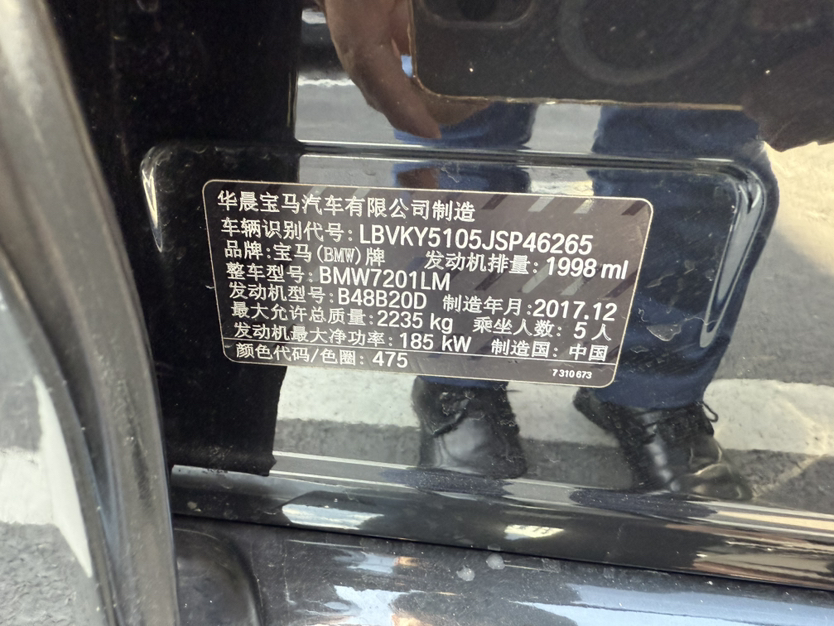 华晨宝马汽车有限公司制造
车辆识别代号: LBVKY5105JSP46265
品牌: 宝马(BMW)牌 发动机排量: 1998 ml
整车型号: BMW7201LM
发动机型号: B48B20D 制造年月: 2017.12
最大允许总质量: 2235 kg 乘坐人数: 5 人
发动机最大净功率: 185 kW 制造国: 中国
颜色代码/色圈: 475
7 310 673